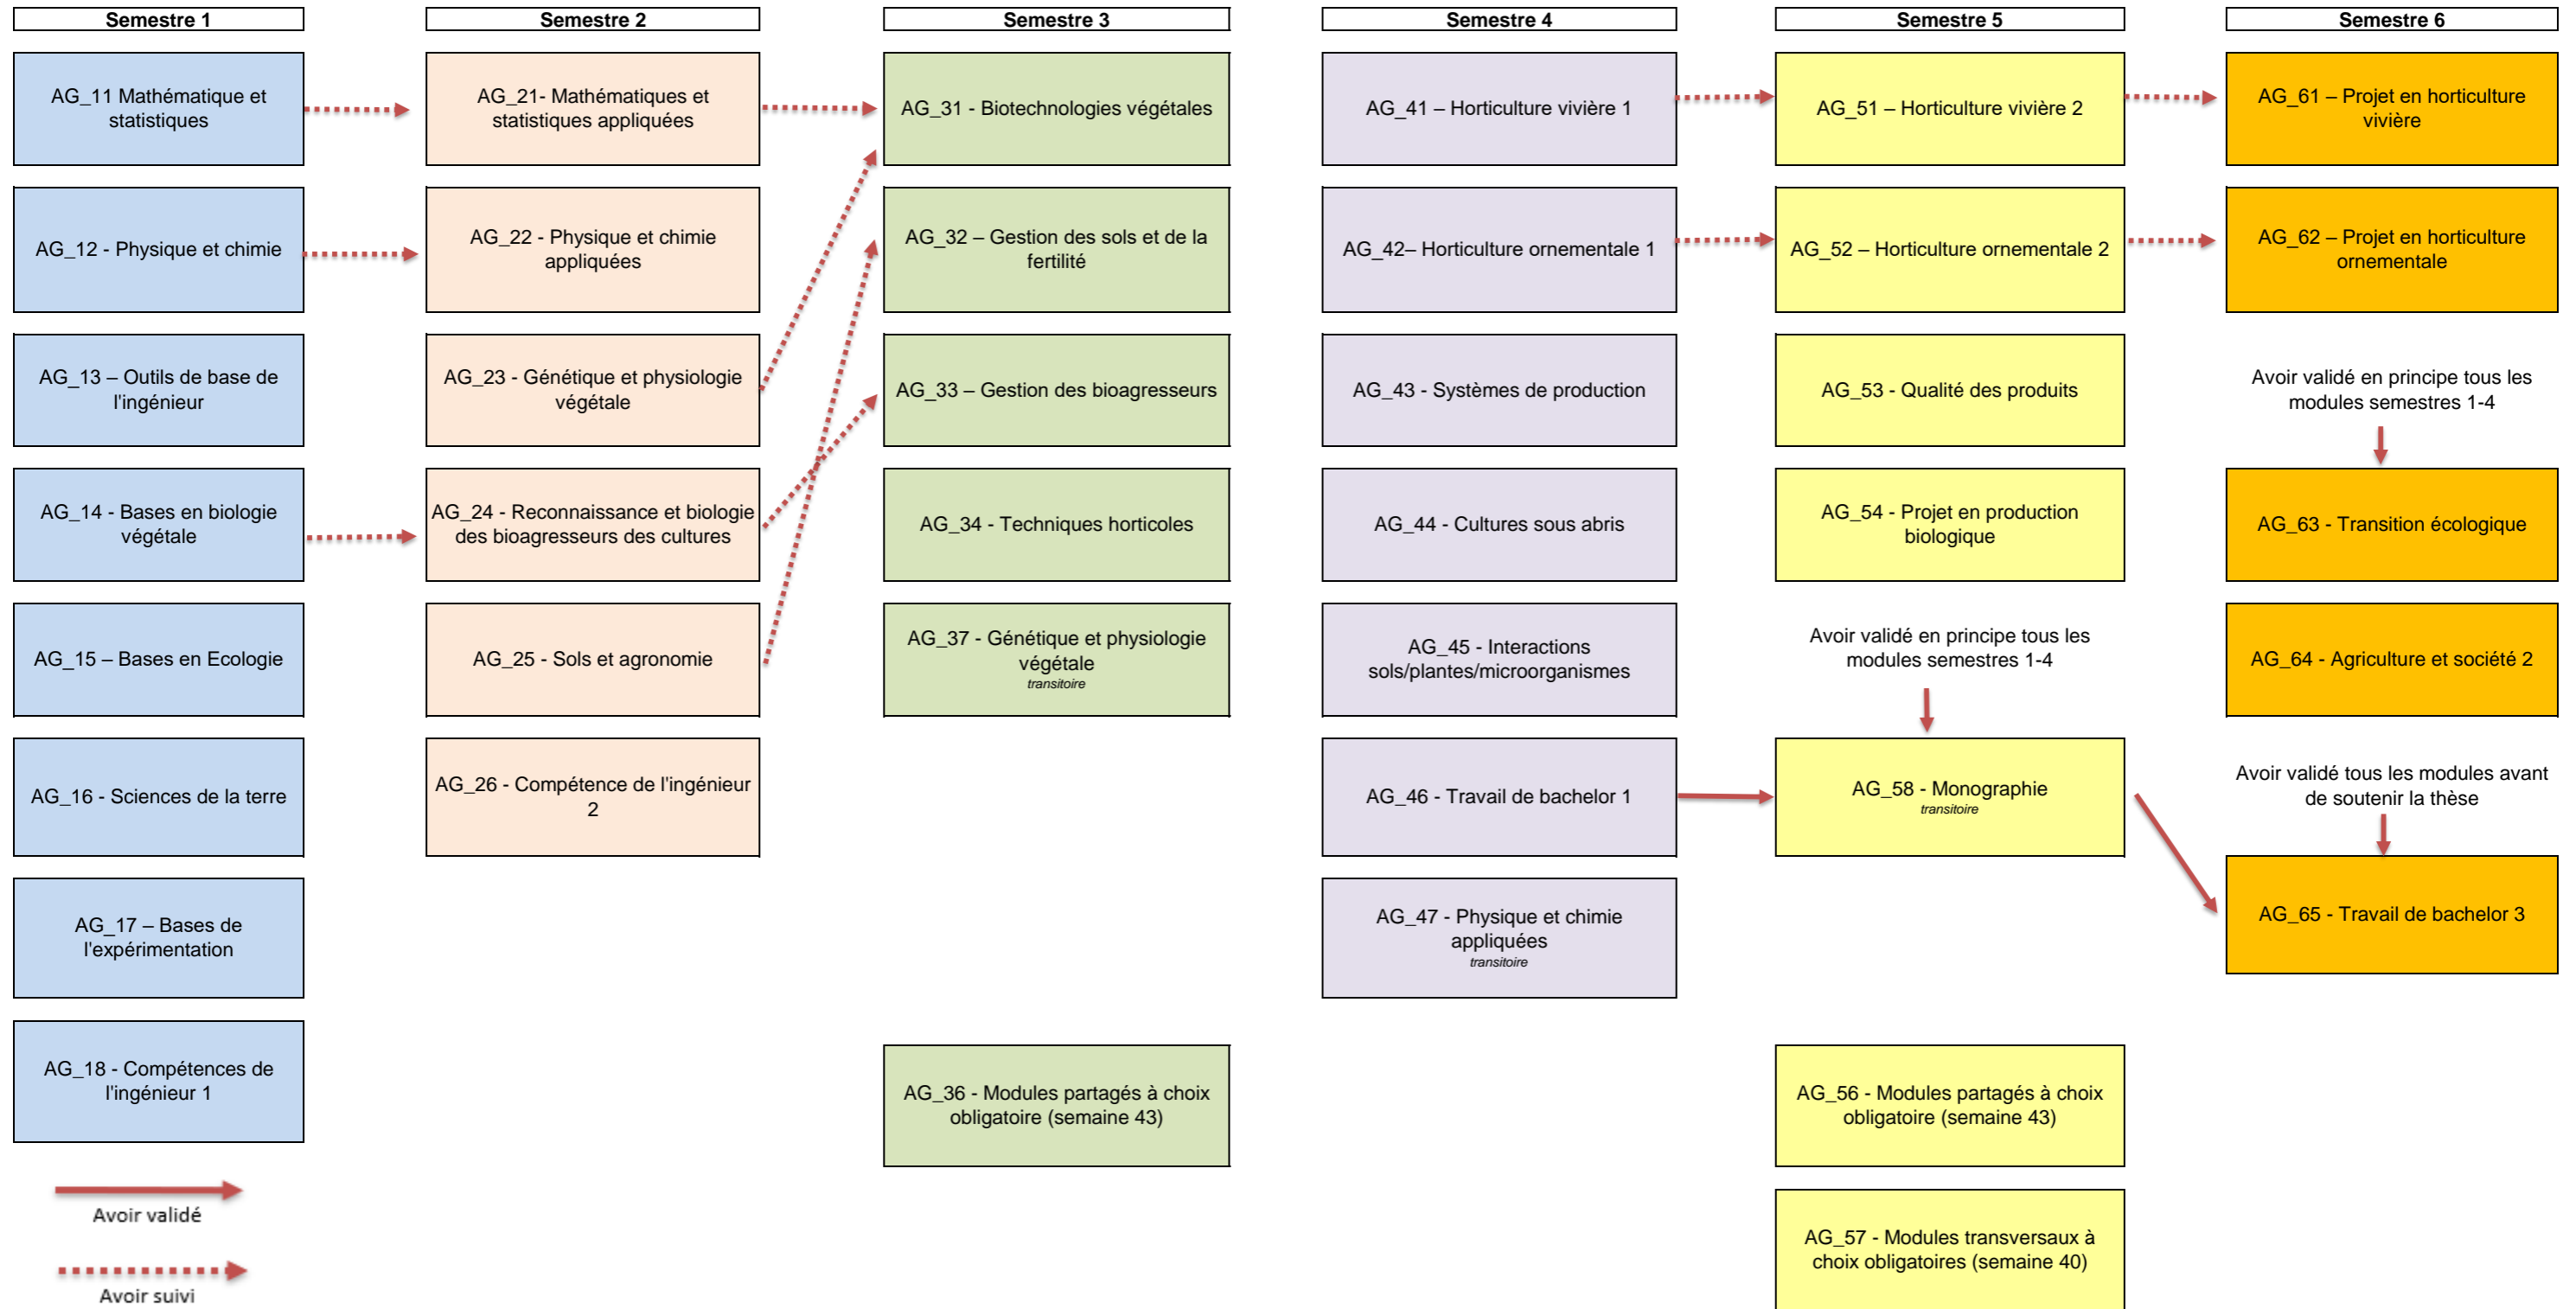 Semestre 1
AG_11 Mathématique et
statistiques
AG_12 - Physique et chimie
AG_13 – Outils de base de
l'ingénieur
AG_14 - Bases en biologie
végétale
AG_15 – Bases en Ecologie
AG_16 - Sciences de la terre
AG_17 – Bases de
l'expérimentation
AG_18 - Compétences de
l'ingénieur 1
Avoir validé
Avoir suivi
Semestre 2
AG_21- Mathématiques et
statistiques appliquées
AG_22 - Physique et chimie
appliquées
AG_23 - Génétique et physiologie
végétale
AG_24 - Reconnaissance et biologie
des bioagresseurs des cultures
AG_25 - Sols et agronomie
AG_26 - Compétence de l'ingénieur
2
Semestre 3
AG_31 - Biotechnologies végétales
AG_32 – Gestion des sols et de la
fertilité
AG_33 – Gestion des bioagresseurs
AG_34 - Techniques horticoles
AG_37 - Génétique et physiologie
végétale
transitoire
AG_36 - Modules partagés à choix
obligatoire (semaine 43)
Semestre 4
AG_41 – Horticulture vivière 1
AG_42– Horticulture ornementale 1
AG_43 - Systèmes de production
AG_44 - Cultures sous abris
AG_45 - Interactions
sols/plantes/microorganismes
AG_46 - Travail de bachelor 1
AG_47 - Physique et chimie
appliquées
transitoire
Semestre 5
AG_51 – Horticulture vivière 2
AG_52 – Horticulture ornementale 2
AG_53 - Qualité des produits
AG_54 - Projet en production
biologique
Avoir validé en principe tous les
modules semestres 1-4
AG_58 - Monographie
transitoire
AG_56 - Modules partagés à choix
obligatoire (semaine 43)
AG_57 - Modules transversaux à
choix obligatoires (semaine 40)
Semestre 6
AG_61 – Projet en horticulture
vivière
AG_62 – Projet en horticulture
ornementale
Avoir validé en principe tous les
modules semestres 1-4
AG_63 - Transition écologique
AG_64 - Agriculture et société 2
Avoir validé tous les modules avant
de soutenir la thèse
AG_65 - Travail de bachelor 3